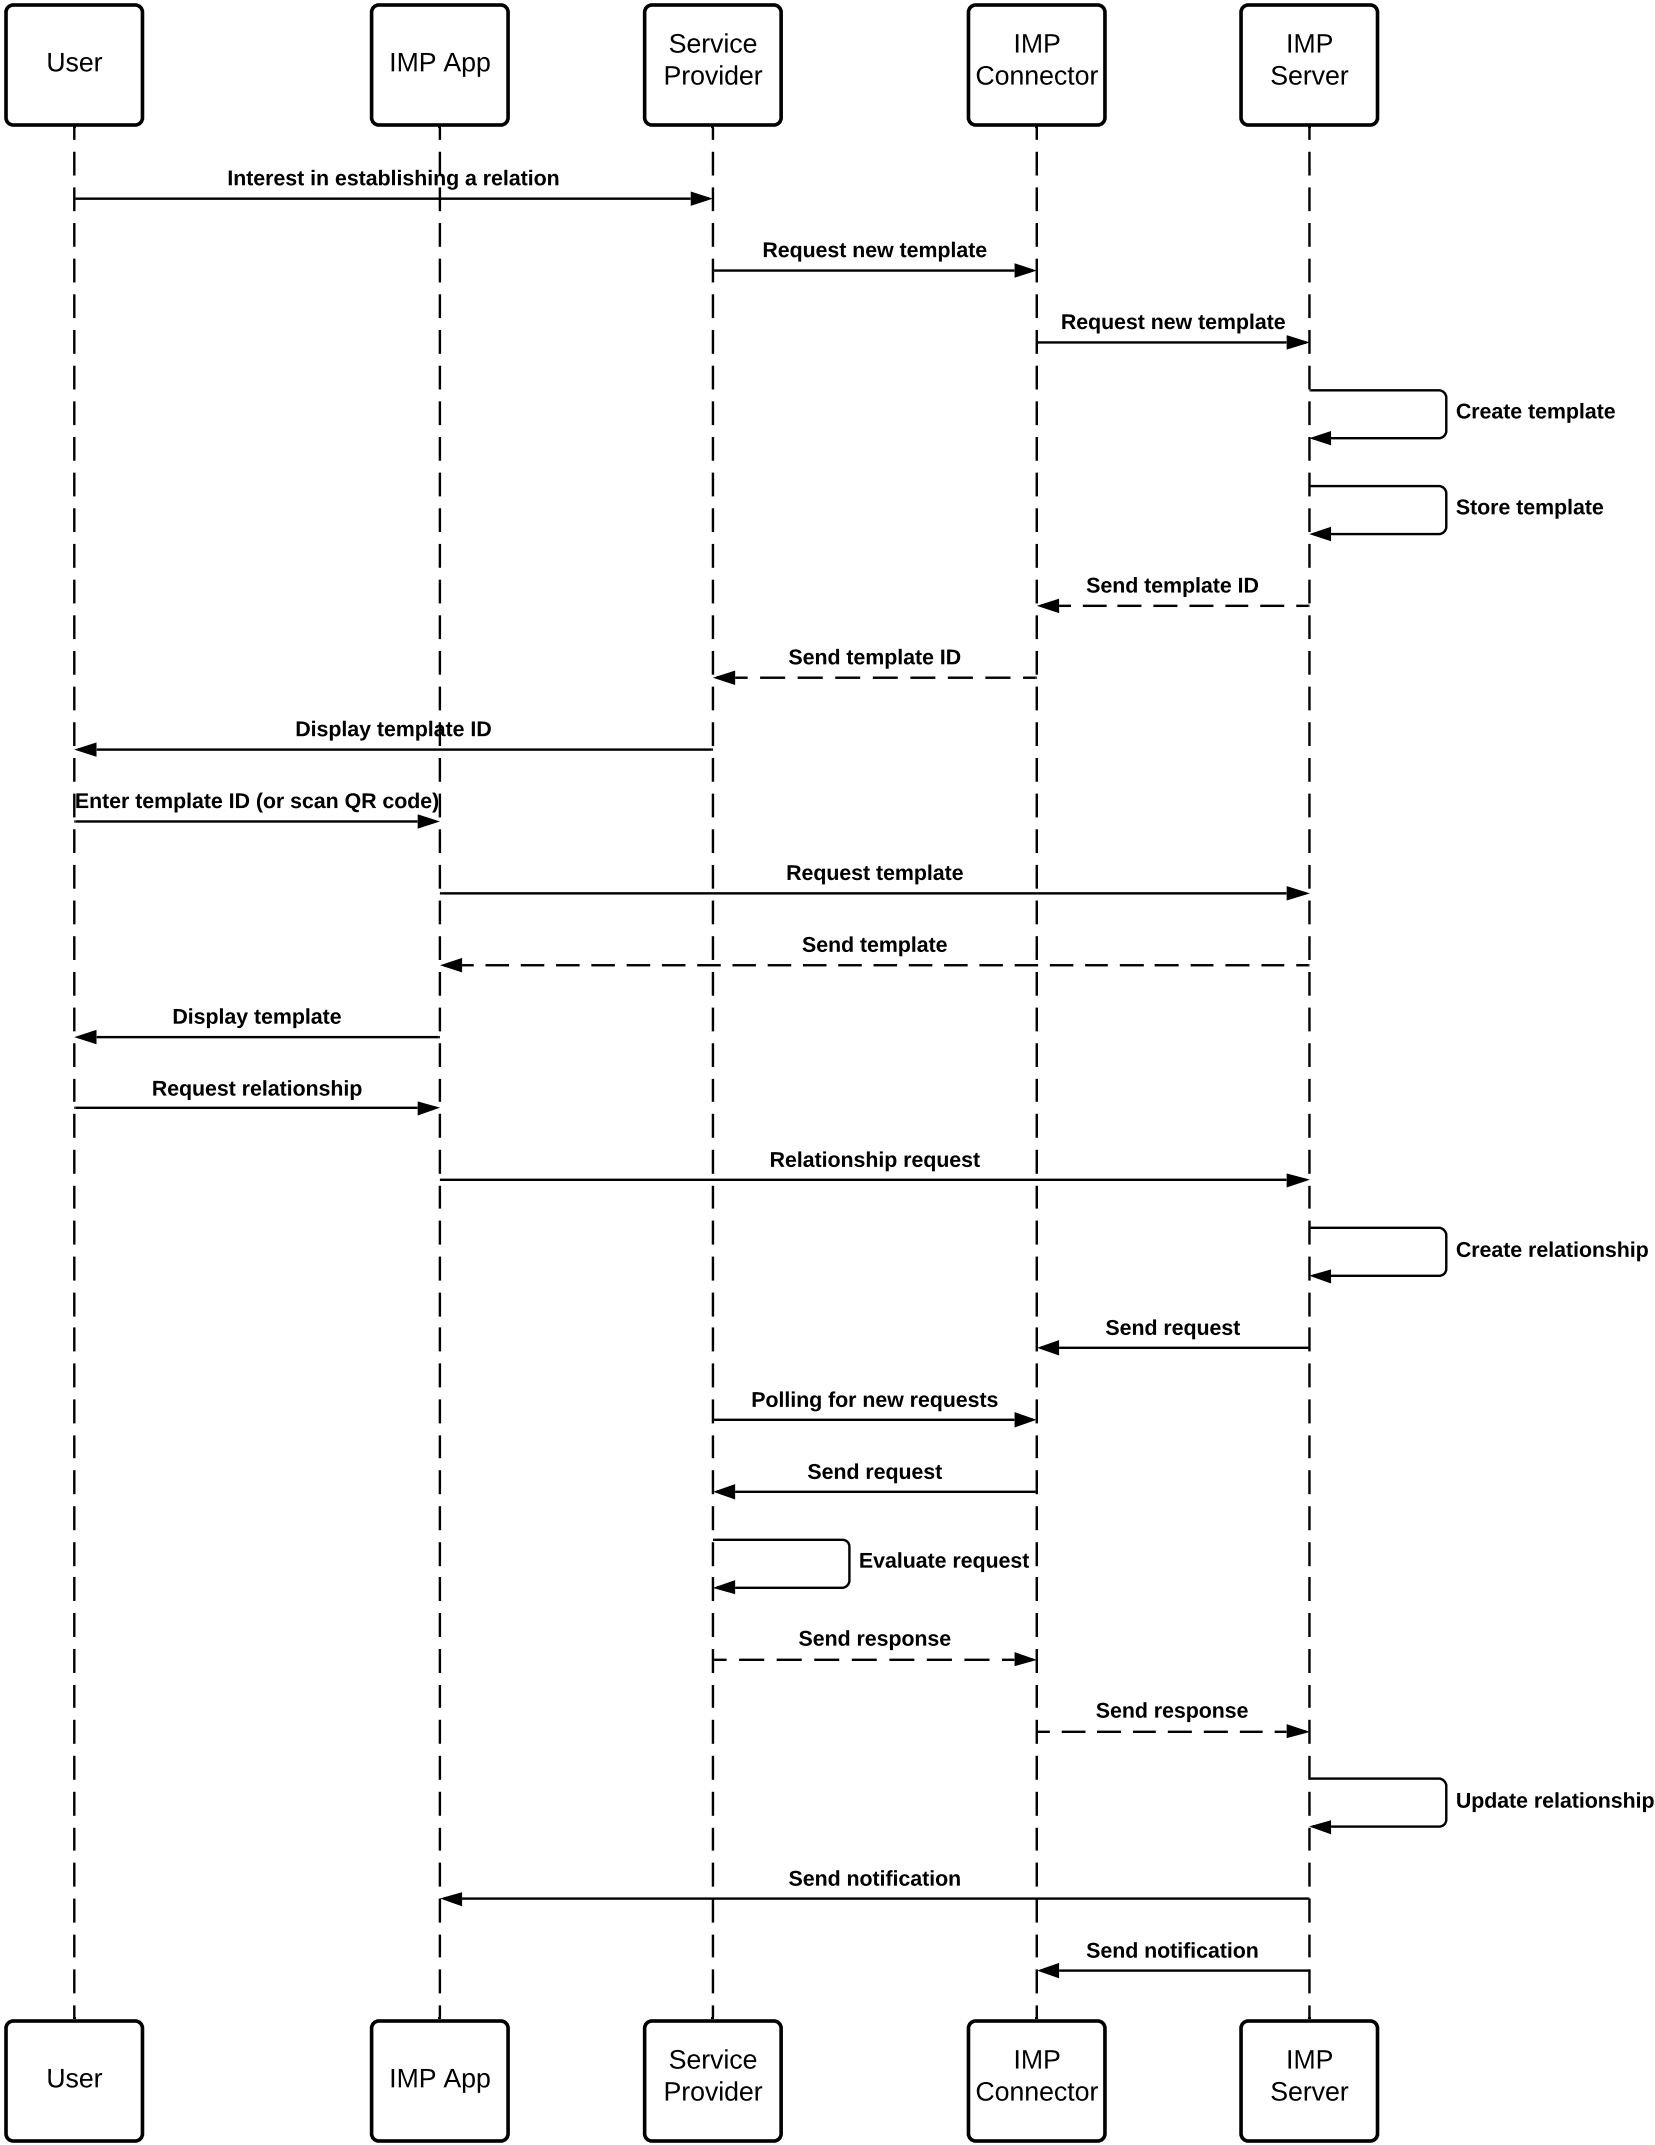 User
IMP App
Service
Provider
IMP
Connector
IMP
Server
Interest in establishing a relation
Request new template
Request new template
Create template
Store template
Send template ID
Send template ID
Display template ID
Enter template ID (or scan QR code)
Request template
Send template
Display template
Request relationship
Relationship request
Create relationship
Send request
Polling for new requests
Send request
Evaluate request
Send response
Send response
Update relationship
Send notification
Send notification
User
IMP App
Service
Provider
IMP
Connector
IMP
Server